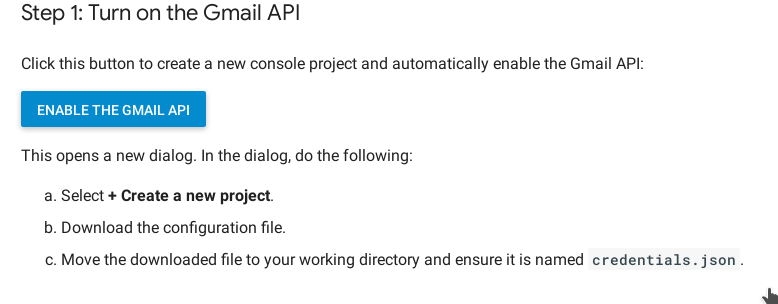 Step 1: Turn on the Gmail API
Click this button to create a new console project and automatically enable the Gmail API:
ENABLE THE GMAIL API
This opens a new dialog. In the dialog, do the following:
a. Select + Create a new project.
b. Download the configuration file.
c. Move the downloaded file to your working directory and ensure it is named credentials.json.